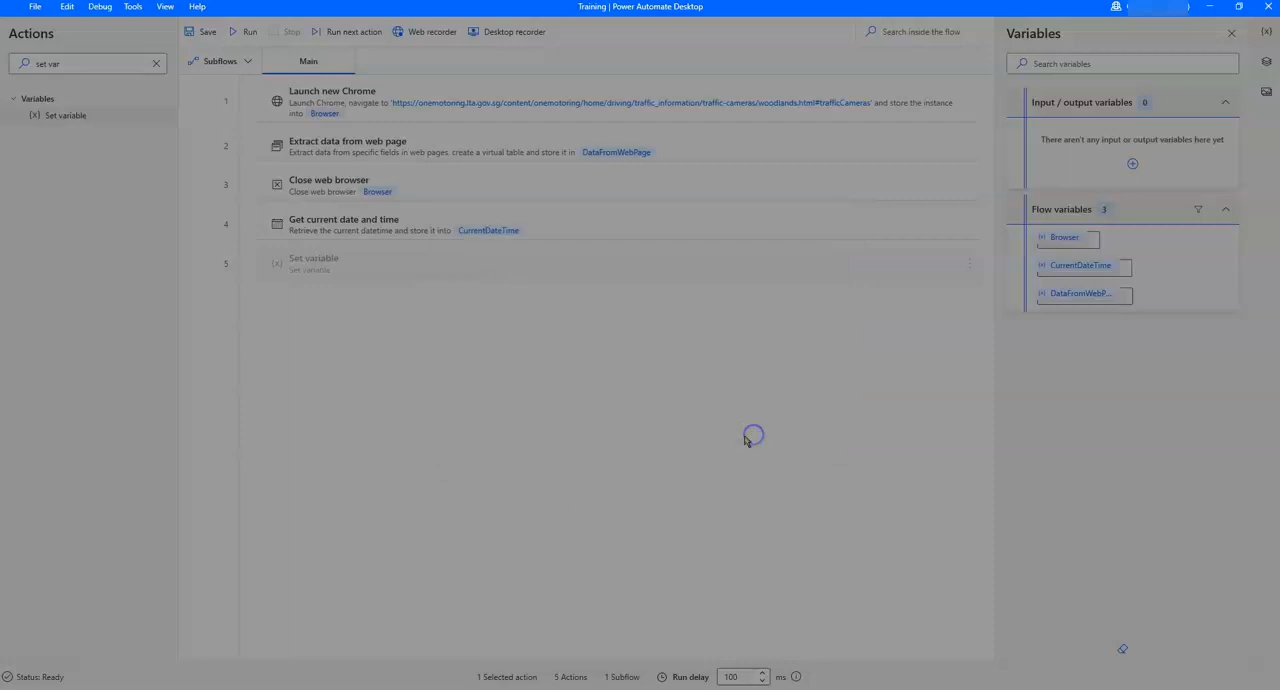 File Edit Debug Tools View Help
Training | Power Automate Desktop
Actions
set var
Variables
{x} Set variable
Save Run Stop Run next action Web recorder Desktop recorder Search inside the flow
Subflows Main
1 Launch new Chrome
Launch Chrome, navigate to 'https://onemotoring.lta.gov.sg/content/onemotoring/home/driving/traffic_information/traffic-cameras/woodlands.html#trafficCameras' and store the instance
into Browser
2 Extract data from web page
Extract data from specific fields in web pages. create a virtual table and store it in DataFromWebPage
3 Close web browser
Close web browser Browser
4 Get current date and time
Retrieve the current datetime and store it into CurrentDateTime
5 {x} Set variable
Set variable
Variables
{x}
Search variables
Input / output variables 0
There aren't any input or output variables here yet
Flow variables 3
(x) Browser
(x) CurrentDateTime
(x) DataFromWebP...
Status: Ready 1 Selected action 5 Actions 1 Subflow Run delay 100 ms